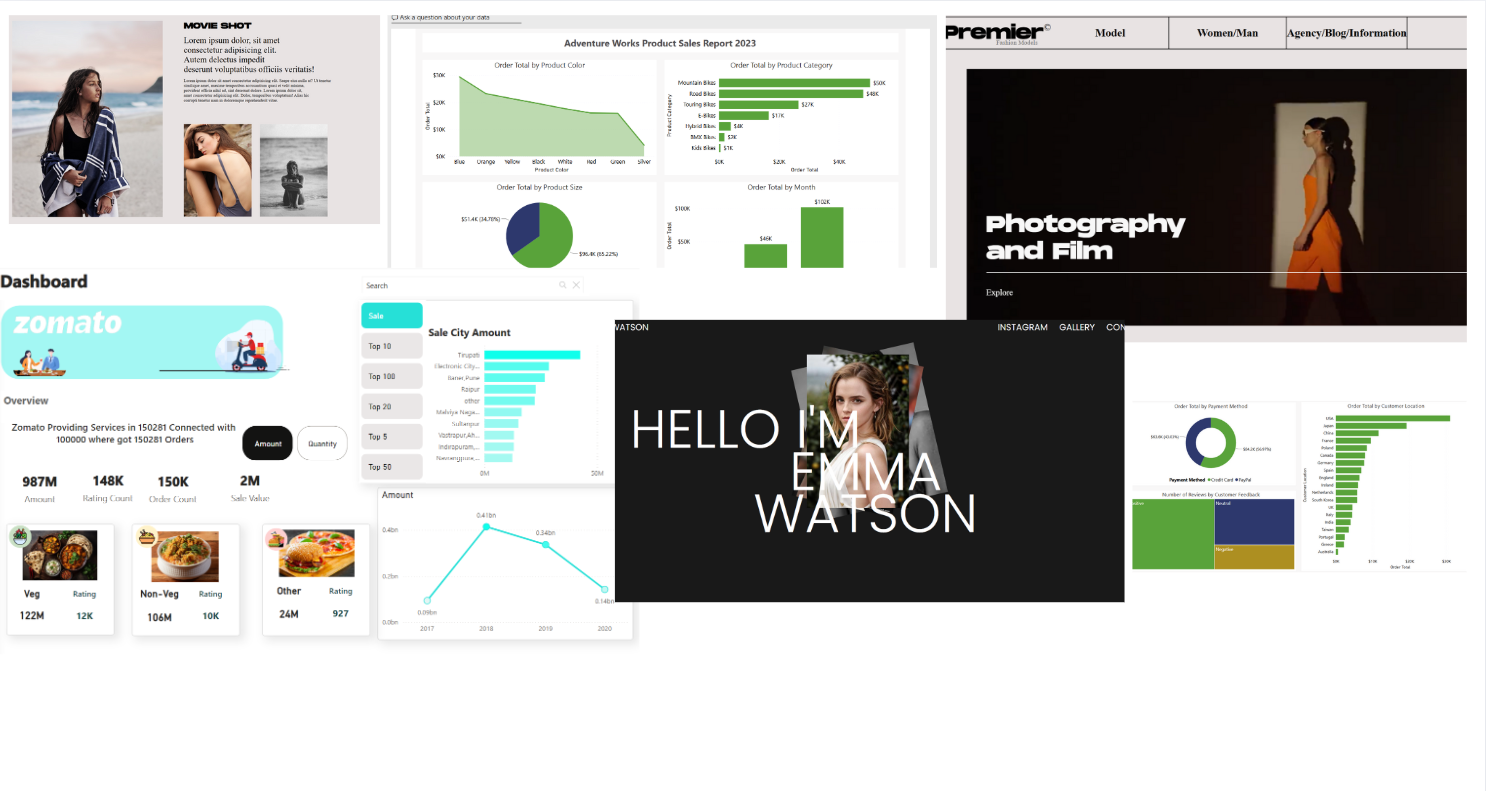 MOVIE SHOT
Lorem ipsum dolor, sit amet
consectetur adipisicing elit.
Autem delectus impedit
deserunt voluptatibus officiis veritatis!
Ask a question about your data
Adventure Works Product Sales Report 2023
Order Total by Product Color
Order Total
$30K
$20K
$10K
$0K
Blue Orange Yellow Black White Red Green Silver
Product Color
Order Total by Product Category
Product Category
Mountain Bikes $50K
Road Bikes $48K
Touring Bikes $27K
E-Bikes $17K
Hybrid Bikes $4K
BMX Bikes
Kids Bikes $1K
$0K $20K $40K
Order Total
Order Total by Product Size
$51.4K (34.78%)
$96.4K (65.22%)
Order Total by Month
Order Total
$100K
$50K
$46K
$102K
Premier©
Fashion Models
Model
Women/Man
Agency/Blog/Information
Photography
and Film
Explore
Dashboard
zomato
Overview
Zomato Providing Services in 150281 Connected with
100000 where got 150281 Orders
Amount
Quantity
987M 148K 150K 2M
Amount Rating Count Order Count Sale Value
Veg Rating
122M 12K
Non-Veg Rating
106M 10K
Other Rating
24M 927
Search
Sale
Top 10
Top 100
Top 20
Top 5
Top 50
Sale City Amount
Tirupati
Electronic City...
Baner,Pune
Raipur
other
Malviya Naga...
Sultanpur
Vastrapur,Ah...
Indirapuram,...
Navrangpura,...
0M 50M
Amount
0.4bn
0.2bn
0.0bn
0.09bn
0.41bn
0.34bn
0.14bn
2017 2018 2019 2020
WATSON
INSTAGRAM GALLERY CON
HELLO I'M
EMMA
WATSON
Order Total by Payment Method
Payment Method Credit Card PayPal
Number of Reviews by Customer Feedback
Neutral
Negative
Order Total by Customer Location
Customer Location
USA
Japan
China
France
Poland
Canada
Germany
Spain
England
Ireland
Netherlands
South Korea
UK
Italy
India
Taiwan
Portugal
Greece
Australia
$0K $10K $20K $30K
Order Total